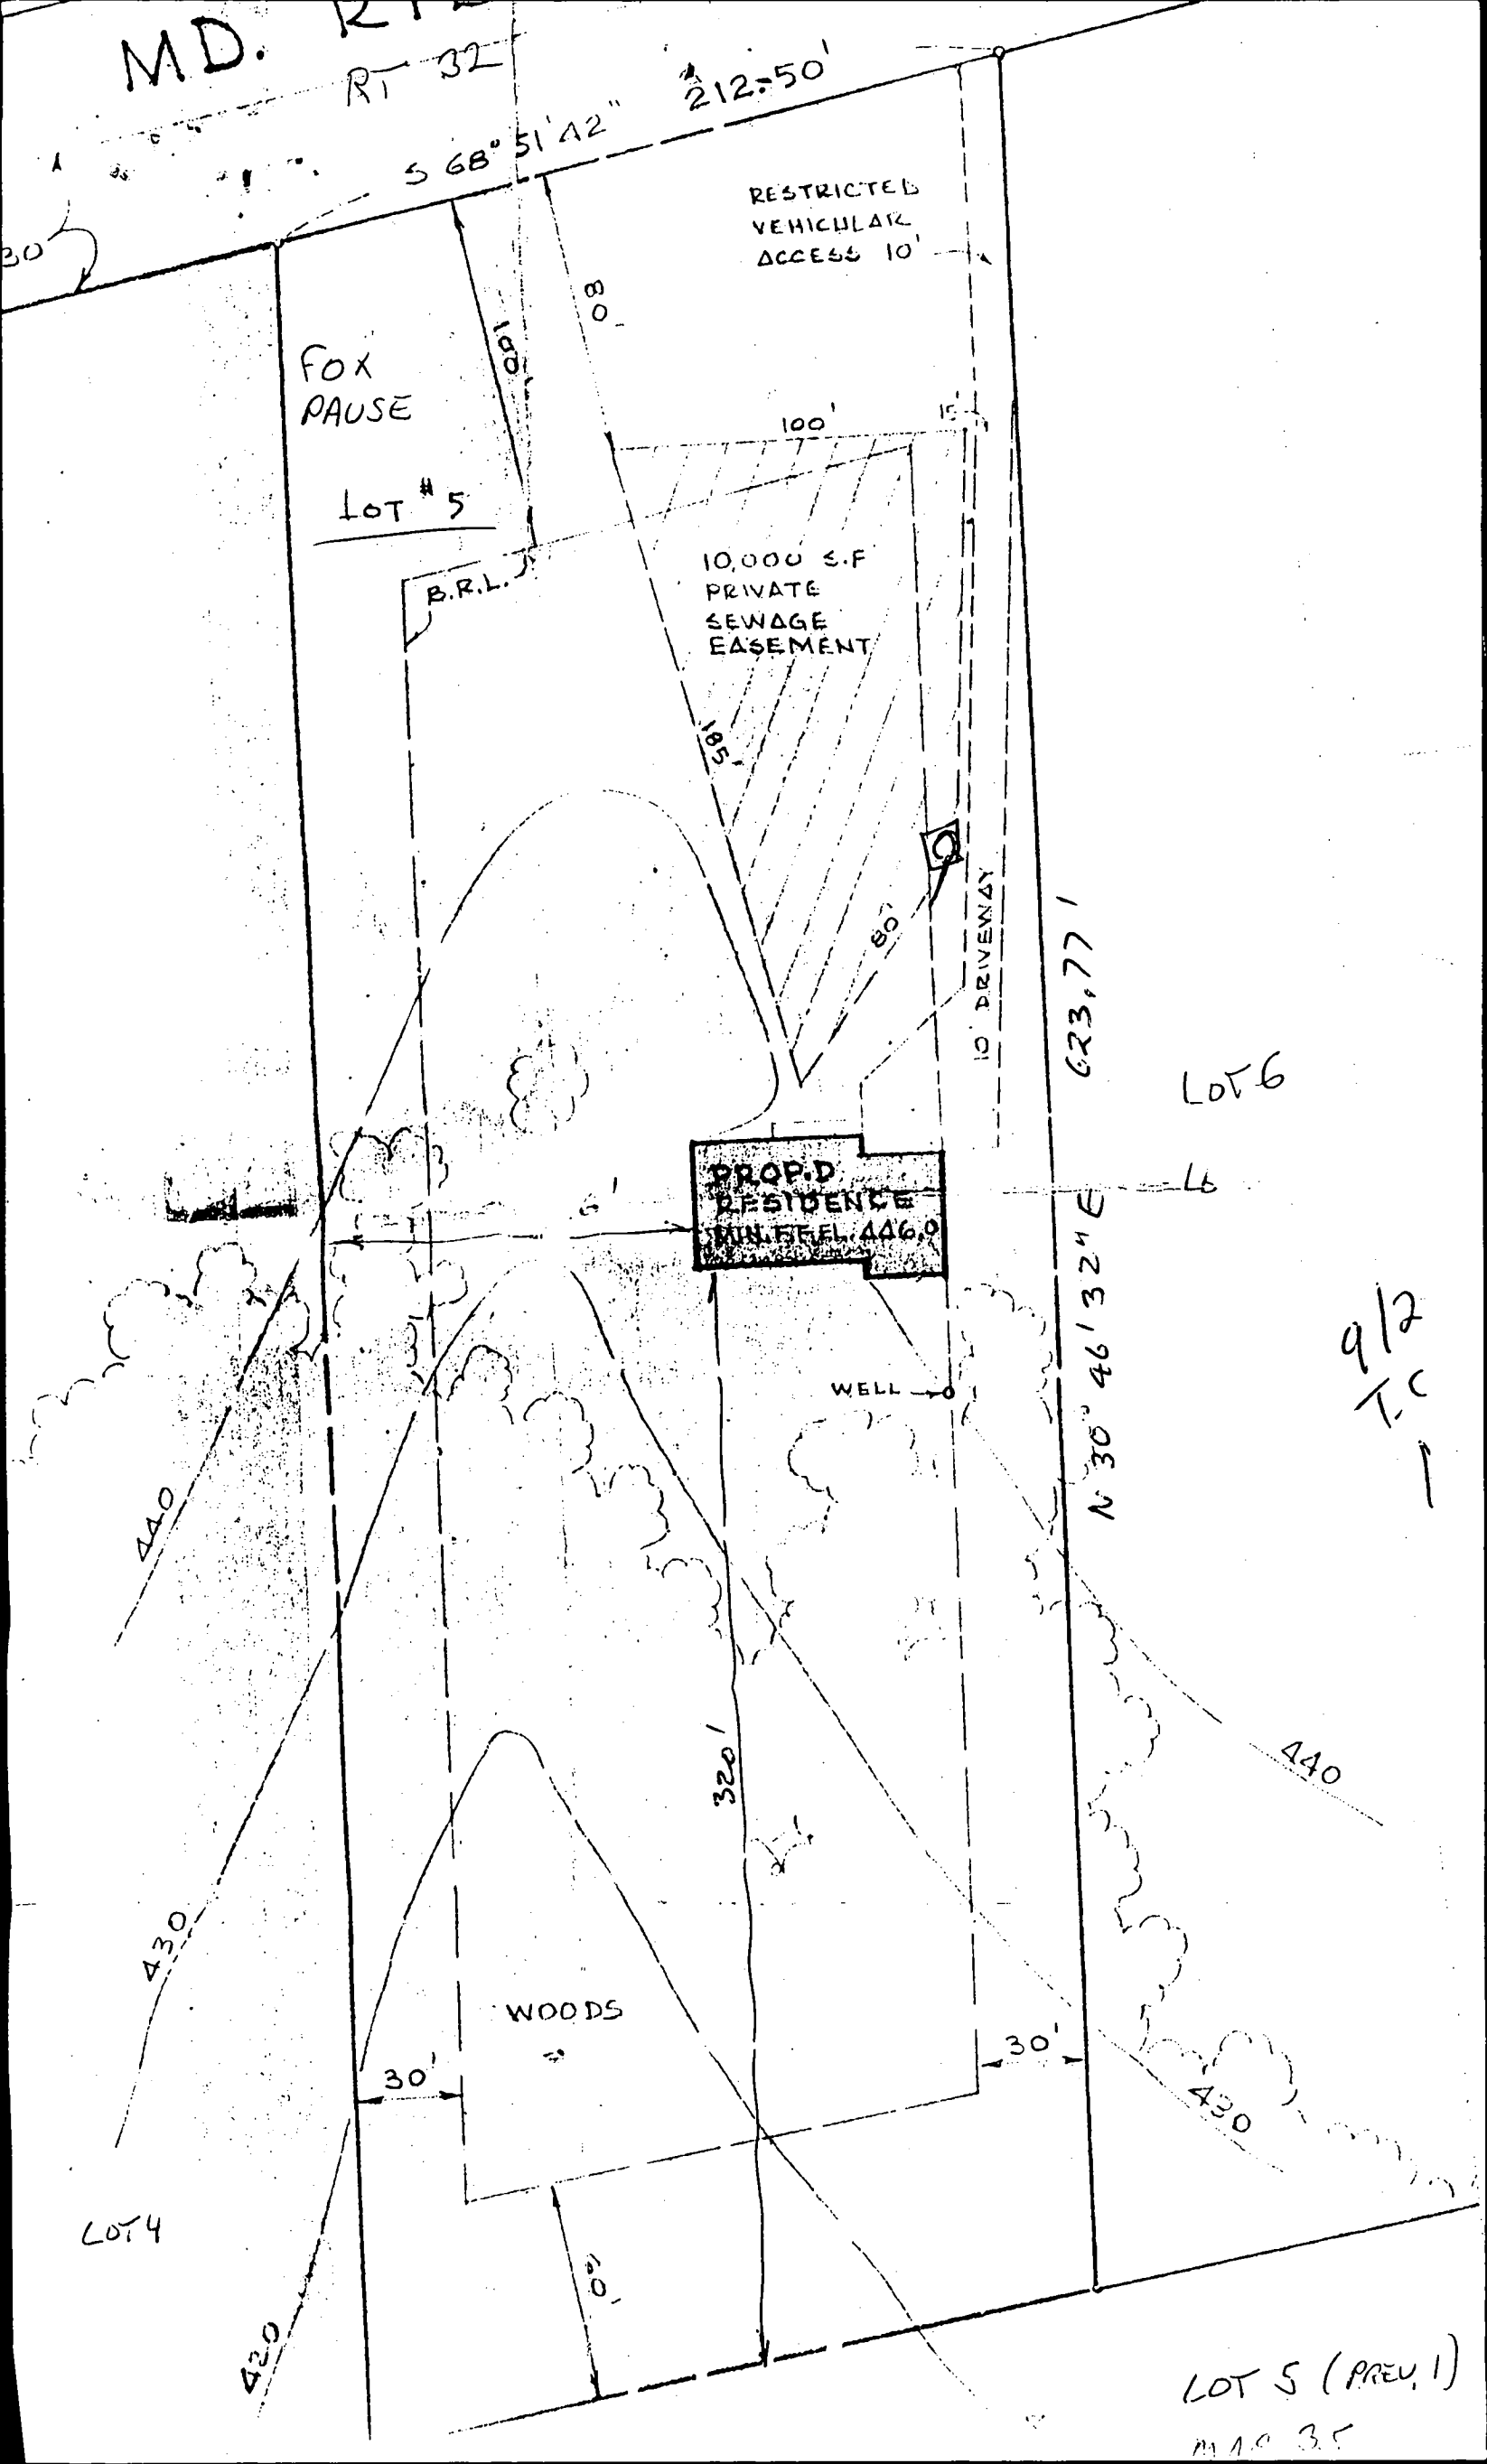 MD.
RT 32
S 68° 51' 42" 212.50'
30'
RESTRICTED
VEHICULAR
ACCESS 10'
80'
100'
FOX
PAUSE
100'
15'
LOT # 5
B.R.L.
10,000 S.F
PRIVATE
SEWAGE
EASEMENT
185'
80'
10' DRIVEWAY
623.77'
LOT 6
PROP.D
RESIDENCE
MIN. FF. EL. 446.0
N 30° 46' 32" E
9/2
T.C
WELL
440
320'
440
430
WOODS
30'
30'
430
LOT 4
420
LOT 5 (PREV. 1)